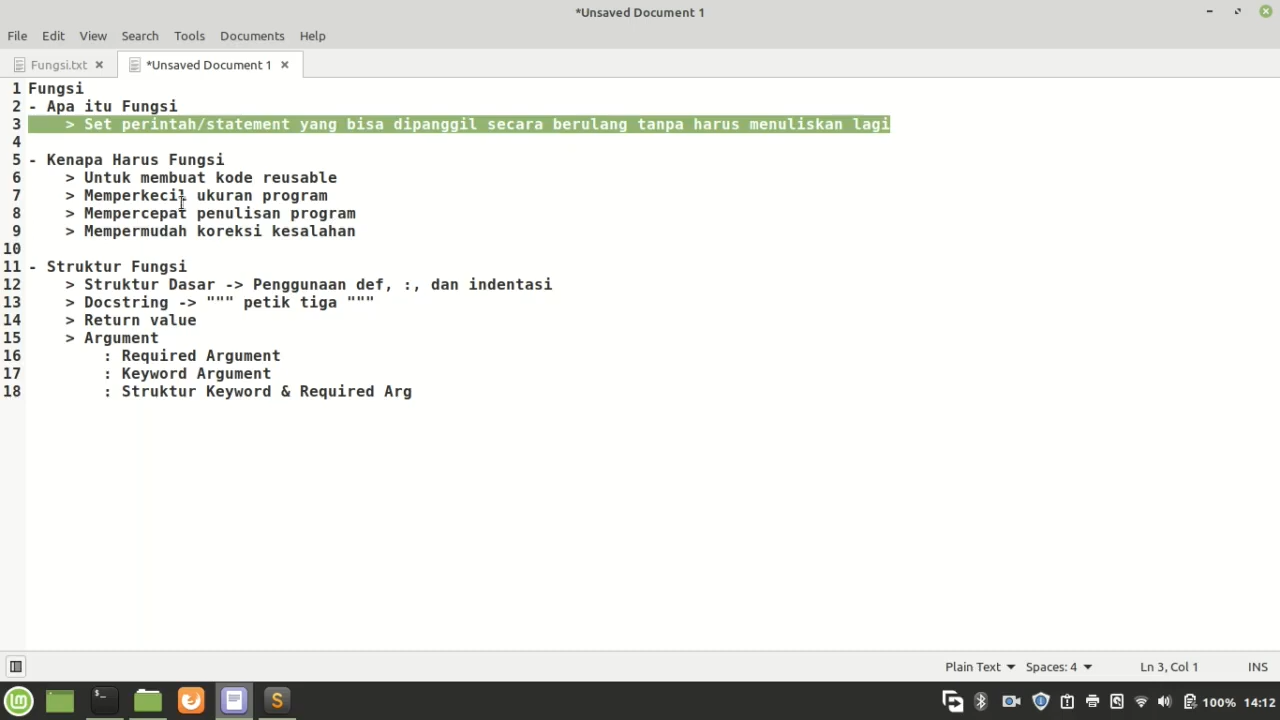 *Unsaved Document 1
File Edit View Search Tools Documents Help
Fungsi.txt *Unsaved Document 1
1 Fungsi
2 - Apa itu Fungsi
3 > Set perintah/statement yang bisa dipanggil secara berulang tanpa harus menuliskan lagi
4
5 - Kenapa Harus Fungsi
6 > Untuk membuat kode reusable
7 > Memperkecil ukuran program
8 > Mempercepat penulisan program
9 > Mempermudah koreksi kesalahan
10
11 - Struktur Fungsi
12 > Struktur Dasar -> Penggunaan def, :, dan indentasi
13 > Docstring -> """ petik tiga """
14 > Return value
15 > Argument
16 : Required Argument
17 : Keyword Argument
18 : Struktur Keyword & Required Arg
Plain Text Spaces: 4 Ln 3, Col 1 INS
$_ S 100% 14:12